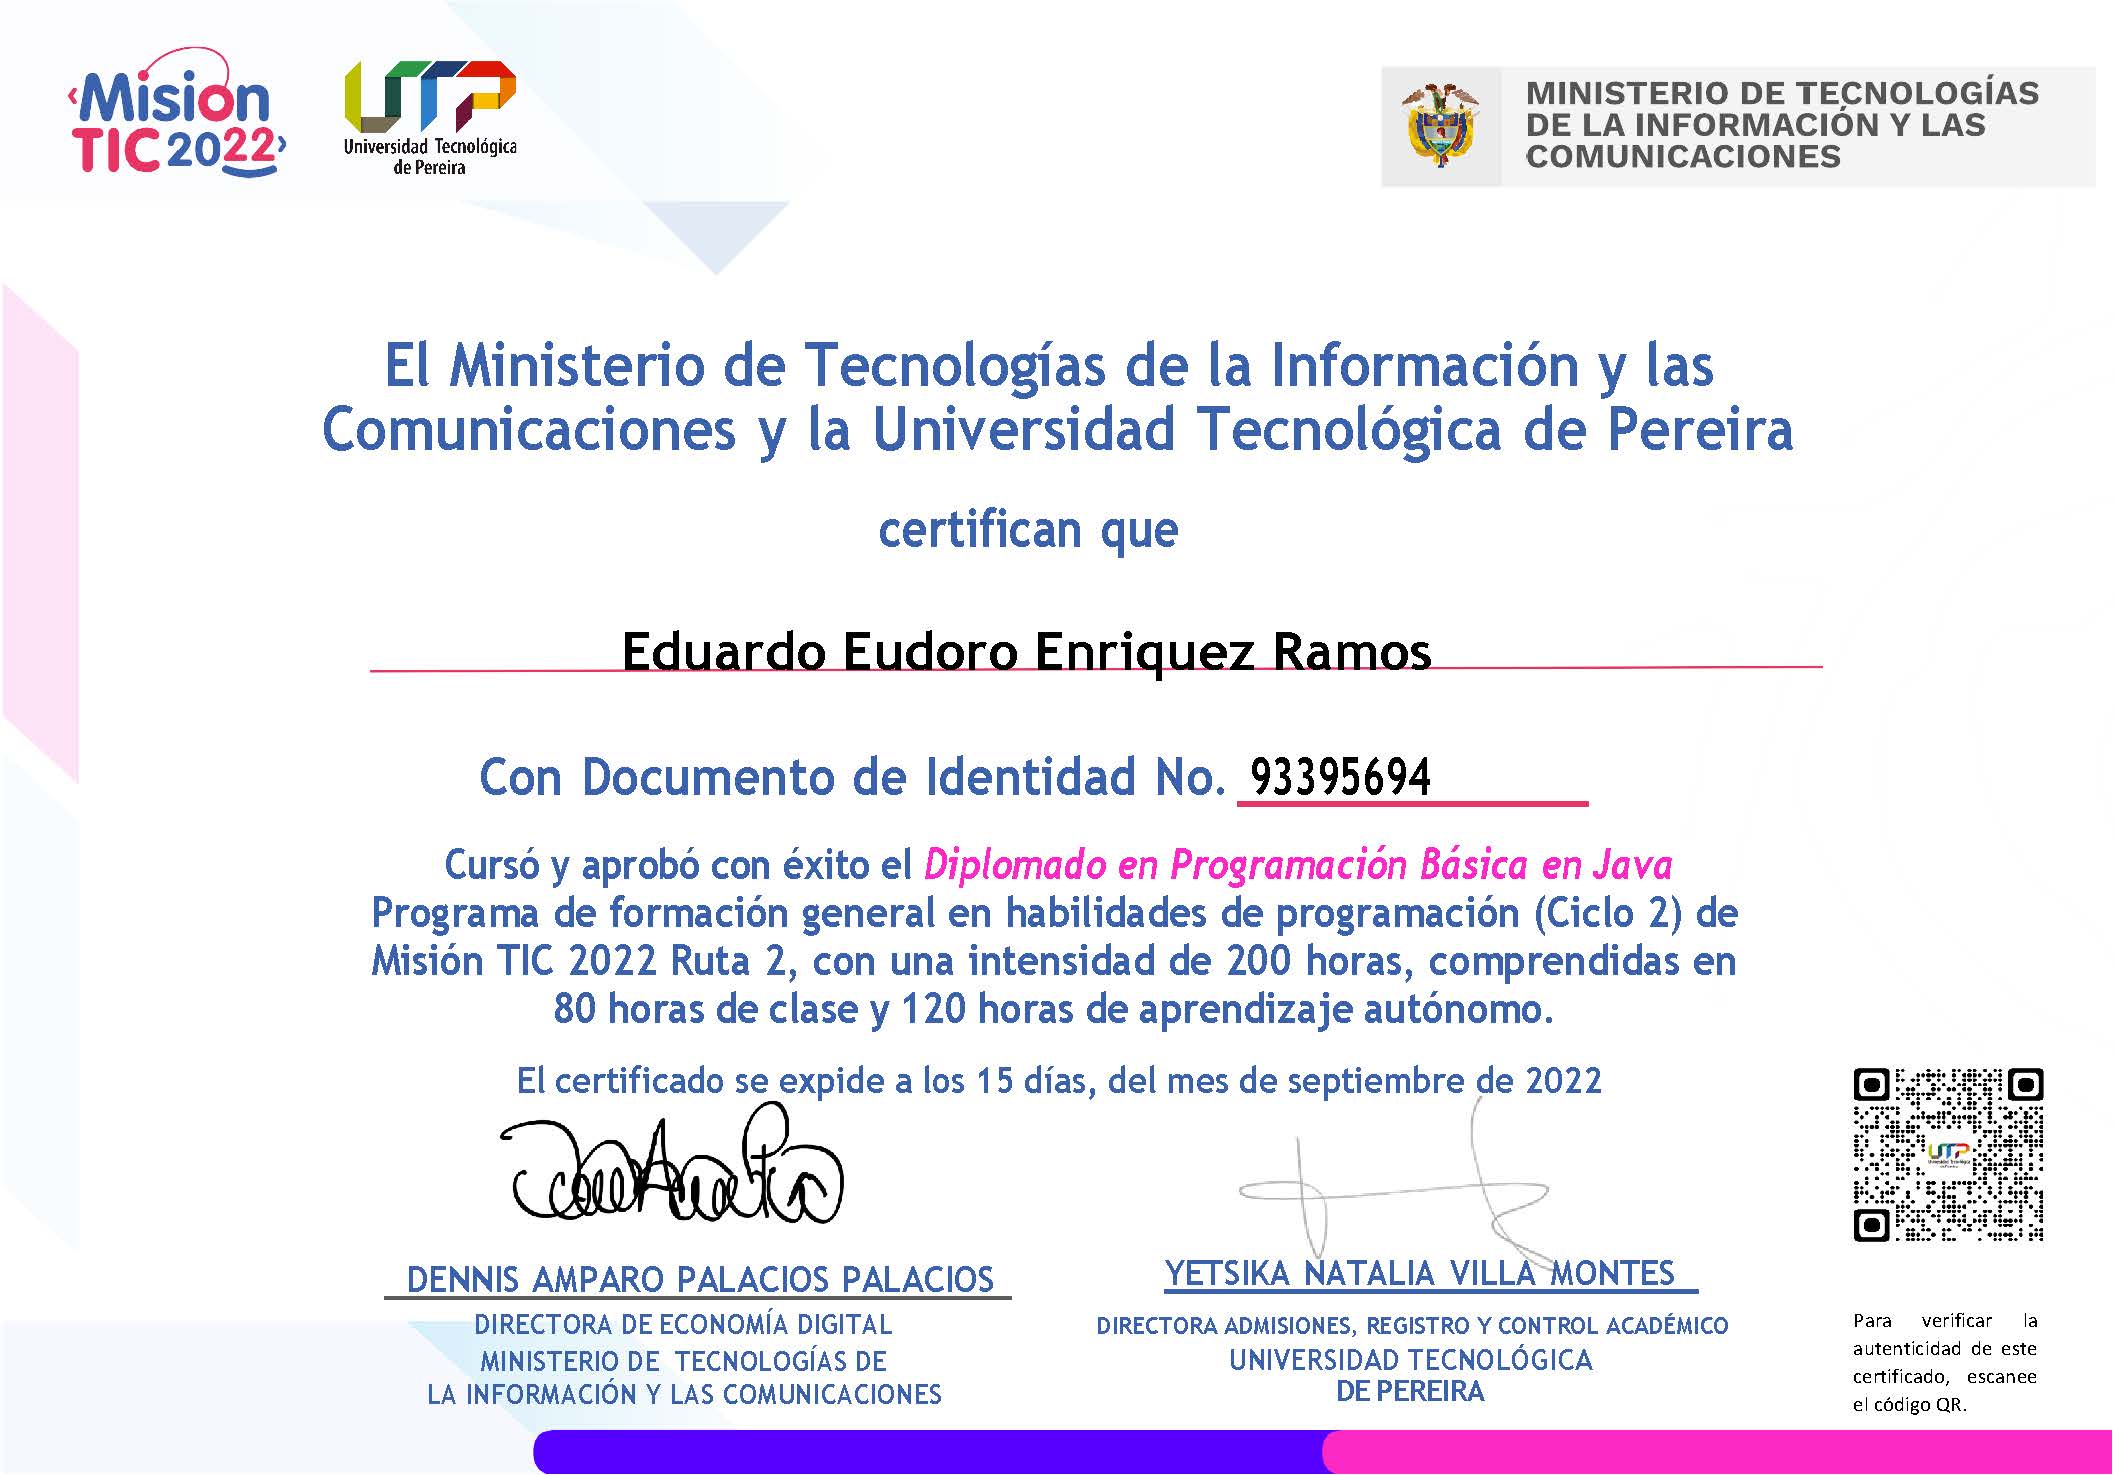 ‹Misión
TIC 2022›
UTP
Universidad Tecnológica
de Pereira
MINISTERIO DE TECNOLOGÍAS
DE LA INFORMACIÓN Y LAS
COMUNICACIONES
El Ministerio de Tecnologías de la Información y las
Comunicaciones y la Universidad Tecnológica de Pereira
certifican que
Eduardo Eudoro Enriquez Ramos
Con Documento de Identidad No. 93395694
Cursó y aprobó con éxito el Diplomado en Programación Básica en Java
Programa de formación general en habilidades de programación (Ciclo 2) de
Misión TIC 2022 Ruta 2, con una intensidad de 200 horas, comprendidas en
80 horas de clase y 120 horas de aprendizaje autónomo.
El certificado se expide a los 15 días, del mes de septiembre de 2022
DENNIS AMPARO PALACIOS PALACIOS
DIRECTORA DE ECONOMÍA DIGITAL
MINISTERIO DE TECNOLOGÍAS DE
LA INFORMACIÓN Y LAS COMUNICACIONES
YETSIKA NATALIA VILLA MONTES
DIRECTORA ADMISIONES, REGISTRO Y CONTROL ACADÉMICO
UNIVERSIDAD TECNOLÓGICA
DE PEREIRA
UTP
Universidad Tecnológica
de Pereira
Para verificar la
autenticidad de este
certificado, escanee
el código QR.